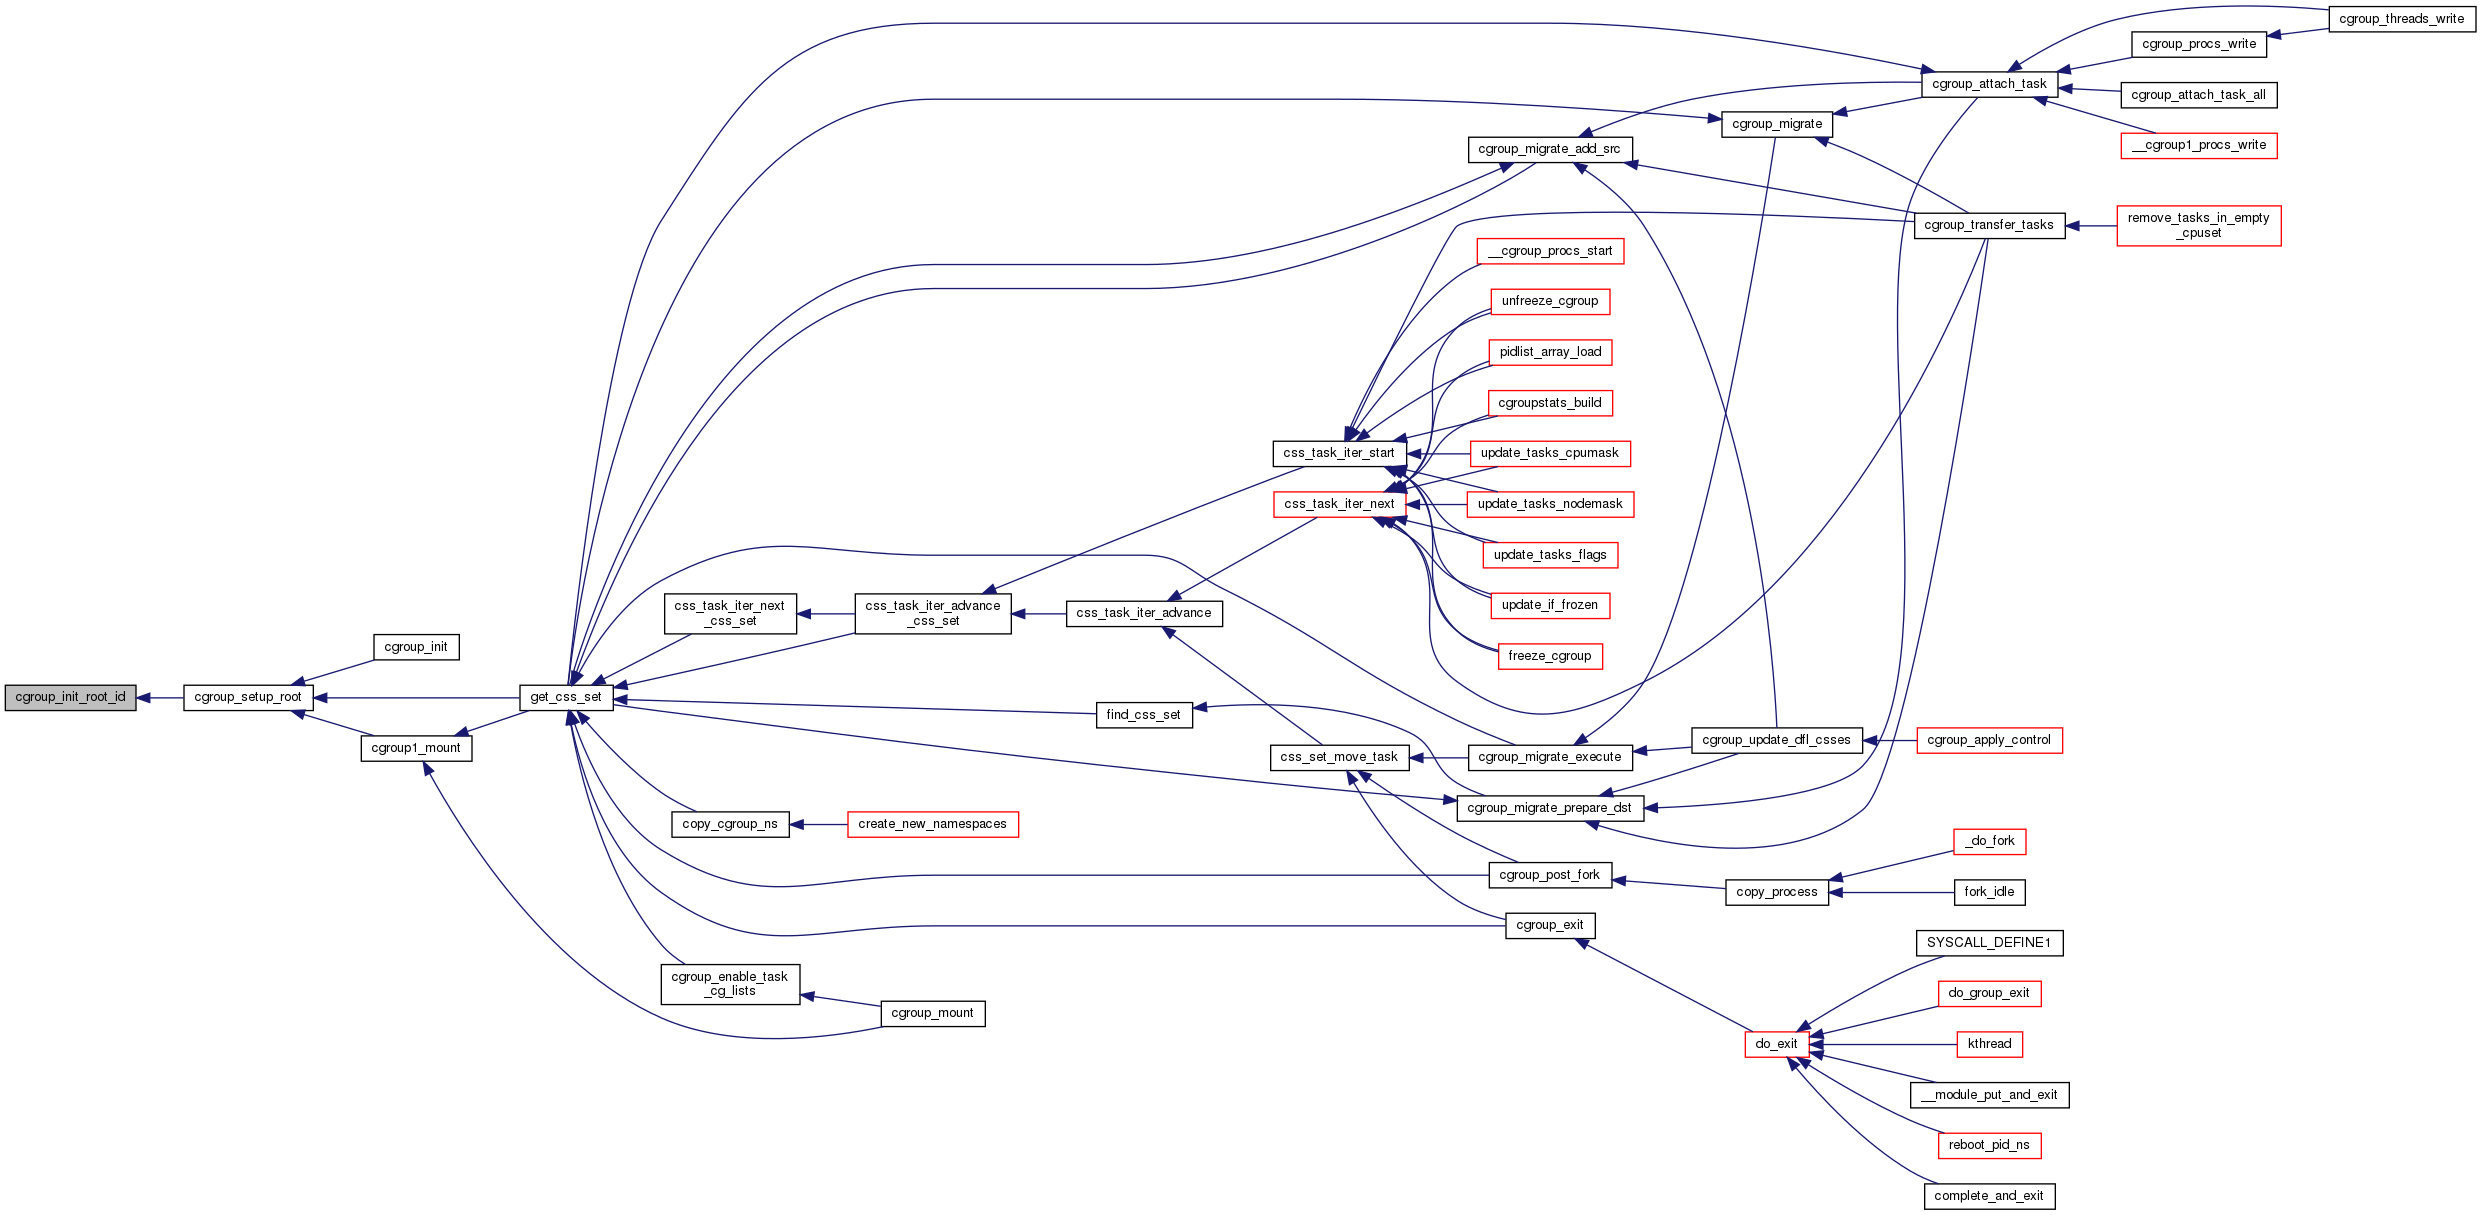 cgroup_threads_write
cgroup_procs_write
cgroup_attach_task
cgroup_attach_task_all
cgroup_migrate
__cgroup1_procs_write
cgroup_migrate_add_src
remove_tasks_in_empty
_cpuset
cgroup_transfer_tasks
__cgroup_procs_start
unfreeze_cgroup
pidlist_array_load
cgroupstats_build
css_task_iter_start
update_tasks_cpumask
css_task_iter_next
update_tasks_nodemask
update_tasks_flags
css_task_iter_next
_css_set
css_task_iter_advance
_css_set
css_task_iter_advance
update_if_frozen
cgroup_init
freeze_cgroup
cgroup_init_root_id
cgroup_setup_root
get_css_set
find_css_set
cgroup1_mount
css_set_move_task
cgroup_migrate_execute
cgroup_update_dfl_csses
cgroup_apply_control
cgroup_migrate_prepare_dst
copy_cgroup_ns
create_new_namespaces
_do_fork
cgroup_post_fork
copy_process
fork_idle
cgroup_exit
SYSCALL_DEFINE1
cgroup_enable_task
_cg_lists
cgroup_mount
do_group_exit
do_exit
kthread
__module_put_and_exit
reboot_pid_ns
complete_and_exit